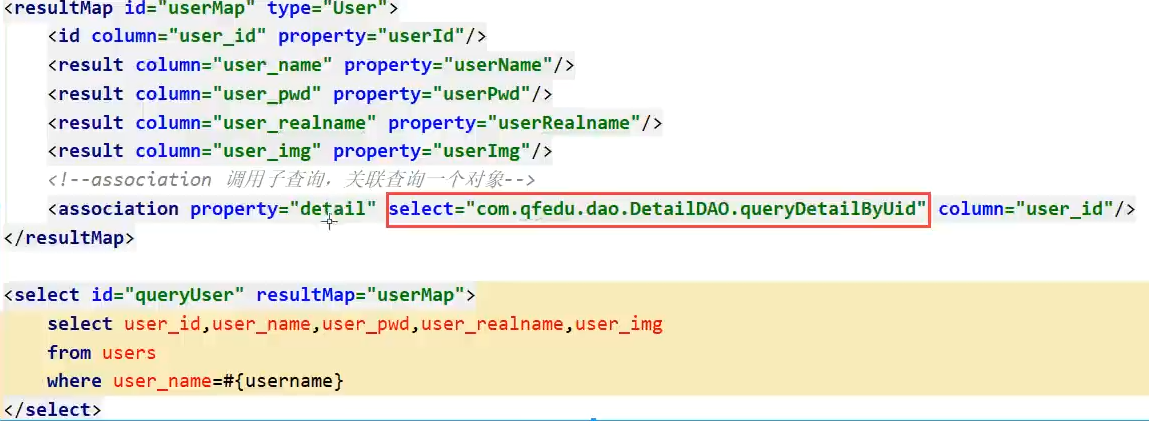 <resultMap id="userMap" type="User">
<id column="user_id" property="userId"/>
<result column="user_name" property="userName"/>
<result column="user_pwd" property="userPwd"/>
<result column="user_realname" property="userRealname"/>
<result column="user_img" property="userImg"/>
<!--association 调用子查询，关联查询一个对象-->
<association property="detail" select="com.qfedu.dao.DetailDAO.queryDetailByUid" column="user_id"/>
</resultMap>
<select id="queryUser" resultMap="userMap">
select user_id,user_name,user_pwd,user_realname,user_img
from users
where user_name=#{username}
</select>